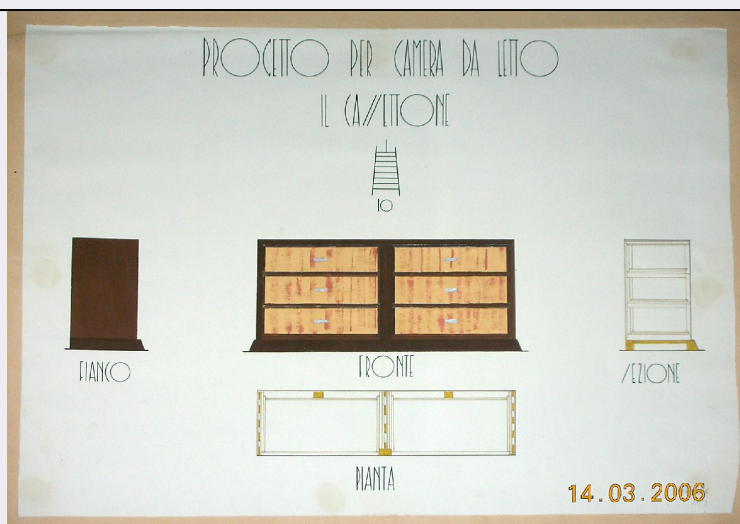 PROGETTO PER CAMERA DA LETTO
IL CASSETTONE
10
FIANCO
FRONTE
SEZIONE
PIANTA
14.03.2006